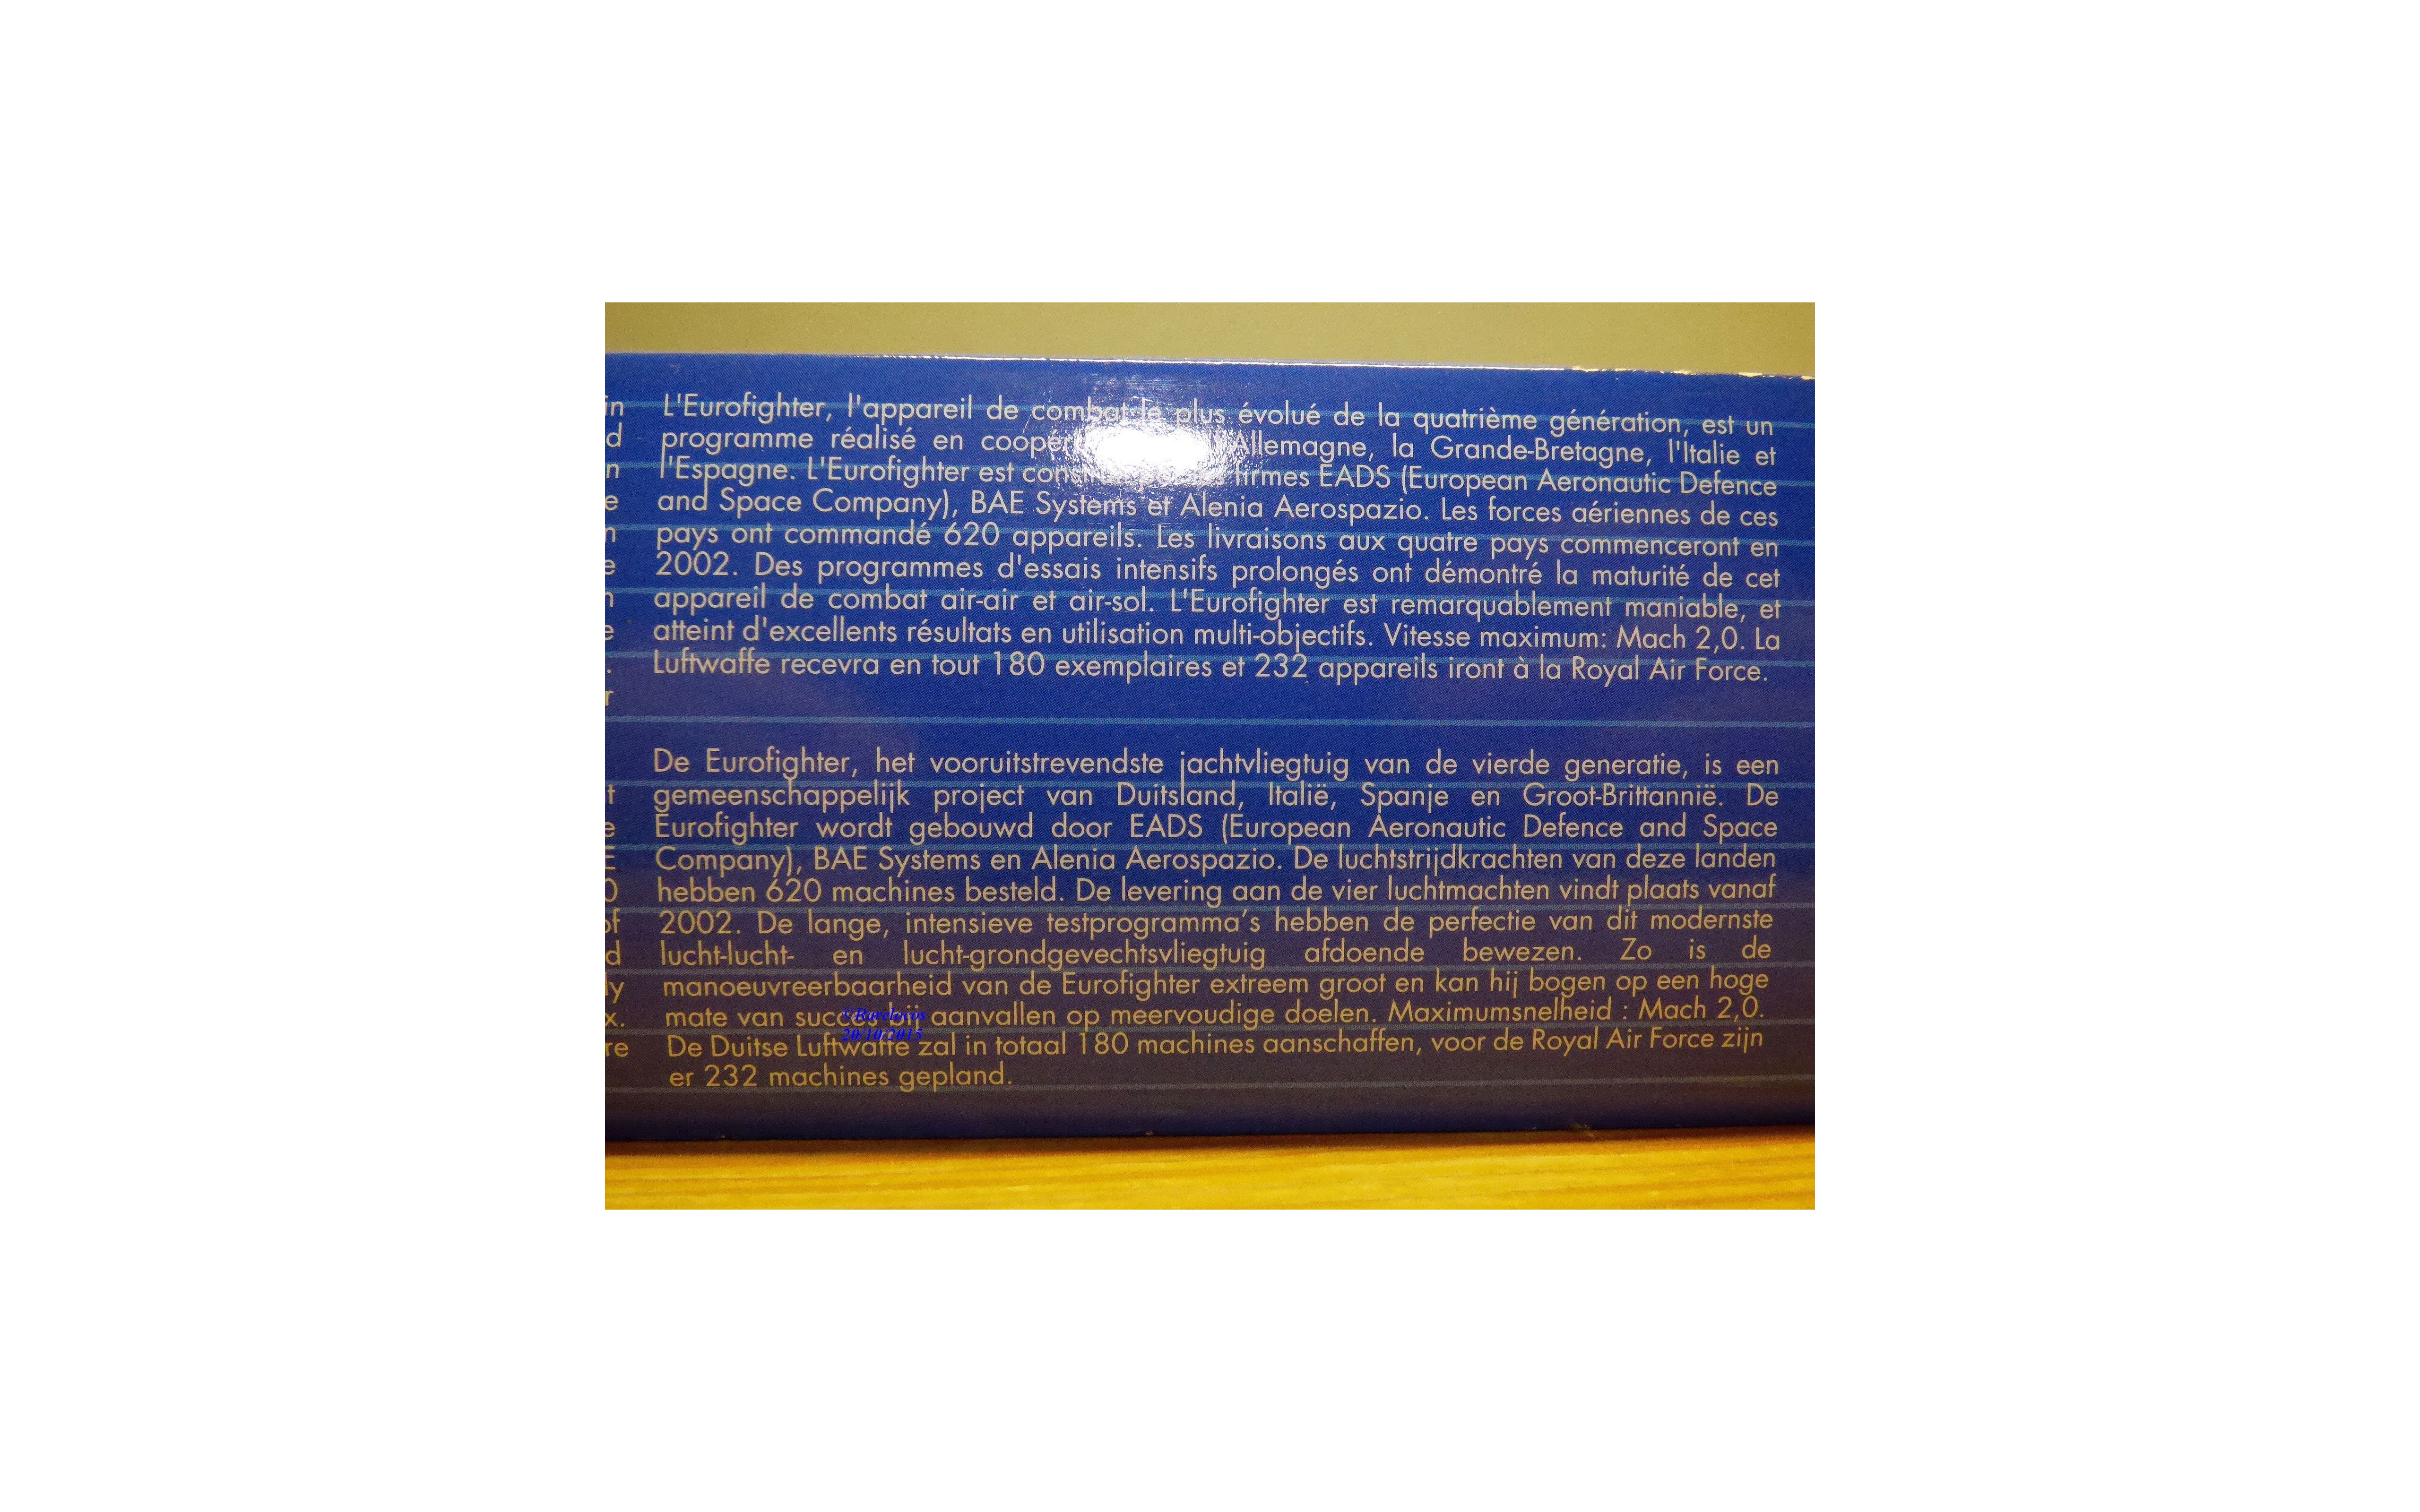 L'Eurofighter, l'appareil de combat le plus évolué de la quatrième génération, est un
programme réalisé en l'Allemagne, la Grande-Bretagne, l'Italie et
l'Espagne. L'Eurofighter est firmes EADS (European Aeronautic Defence
and Space Company), BAE Systems et Alenia Aerospazio. Les forces aériennes de ces
pays ont commandé 620 appareils. Les livraisons aux quatre pays commenceront en
2002. Des programmes d'essais intensifs prolongés ont démontré la maturité de cet
appareil de combat air-air et air-sol. L'Eurofighter est remarquablement maniable, et
atteint d'excellents résultats en utilisation multi-objectifs. Vitesse maximum: Mach 2,0. La
Luftwaffe recevra en tout 180 exemplaires et 232 appareils iront à la Royal Air Force.
De Eurofighter, het vooruitstrevendste jachtvliegtuig van de vierde generatie, is een
gemeenschappelijk project van Duitsland, Italië, Spanje en Groot-Brittannië. De
Eurofighter wordt gebouwd door EADS (European Aeronautic Defence and Space
Company), BAE Systems en Alenia Aerospazio. De luchtstrijdkrachten van deze landen
hebben 620 machines besteld. De levering aan de vier luchtmachten vindt plaats vanaf
2002. De lange, intensieve testprogramma's hebben de perfectie van dit modernste
lucht-lucht- en lucht-grondgevechtsvliegtuig afdoende bewezen. Zo is de
manoeuvreerbaarheid van de Eurofighter extreem groot en kan hij bogen op een hoge
mate van aanvallen op meervoudige doelen. Maximumsnelheid : Mach 2,0.
De Duitse Luftwaffe zal in totaal 180 machines aanschaffen, voor de Royal Air Force zijn
er 232 machines gepland.
20/10/2015